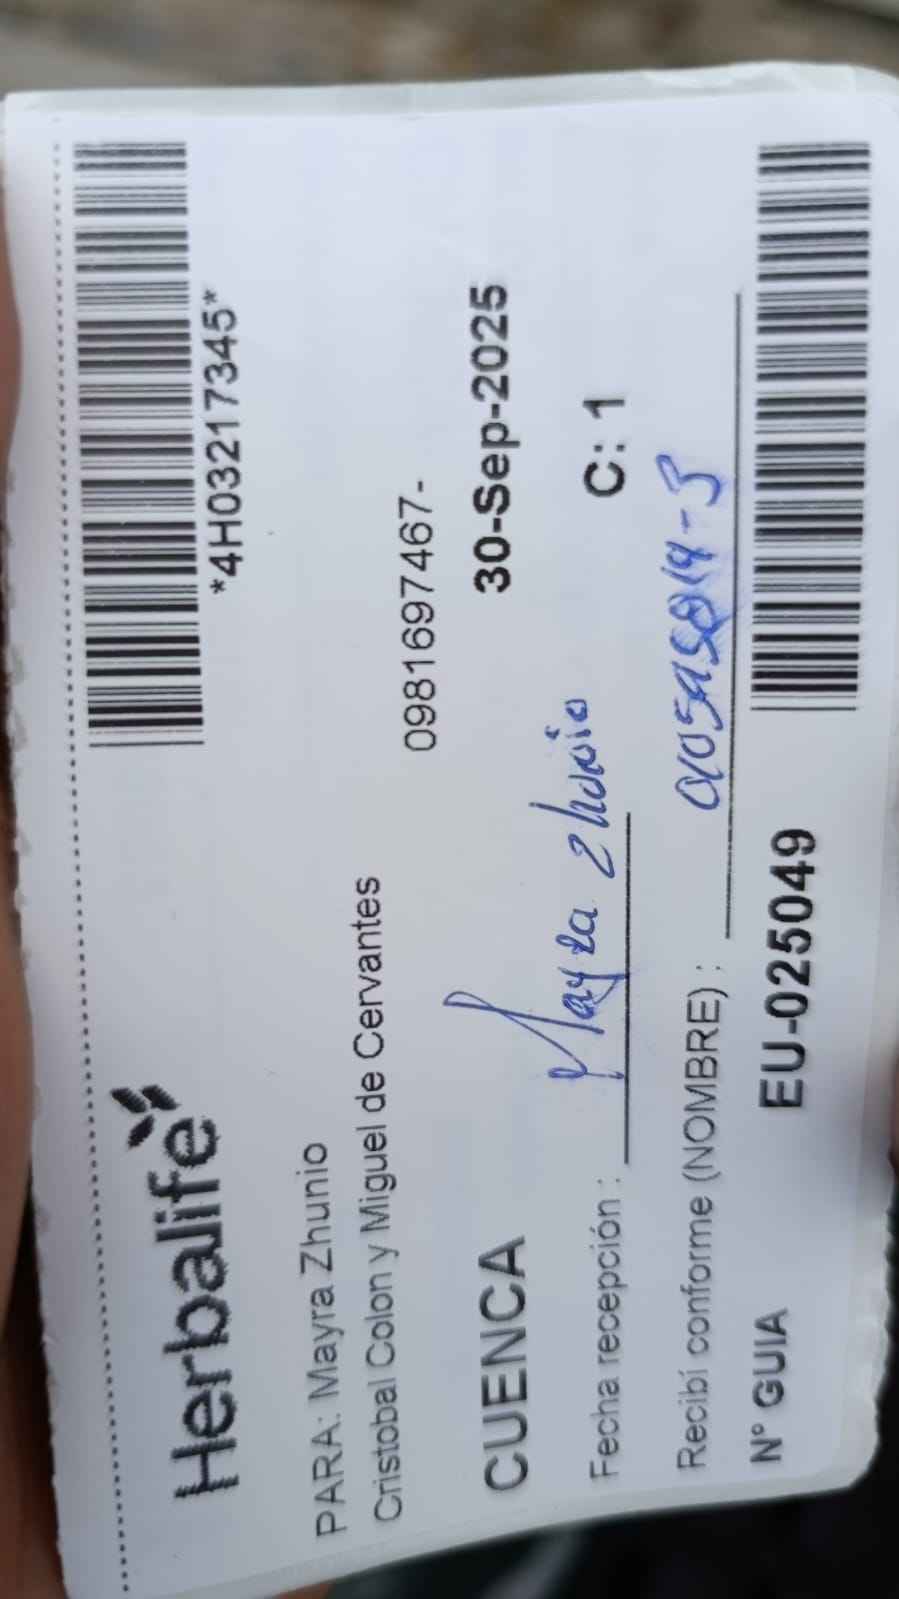 Herbalife
*4H03217345*
PARA: Mayra Zhunio
Cristobal Colon y Miguel de Cervantes
0981697467-
CUENCA
30-Sep-2025
Mayra Zhunio
Fecha recepción :
C: 1
Recibí conforme (NOMBRE) :
N° GUIA
EU-025049